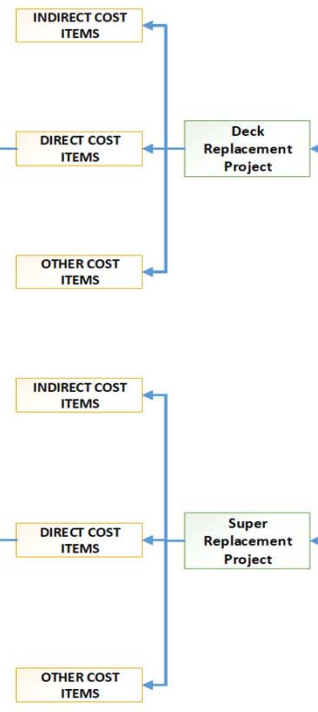 INDIRECT COST
ITEMS
DIRECT COST
ITEMS
Deck
Replacement
Project
OTHER COST
ITEMS
INDIRECT COST
ITEMS
DIRECT COST
ITEMS
Super
Replacement
Project
OTHER COST
ITEMS